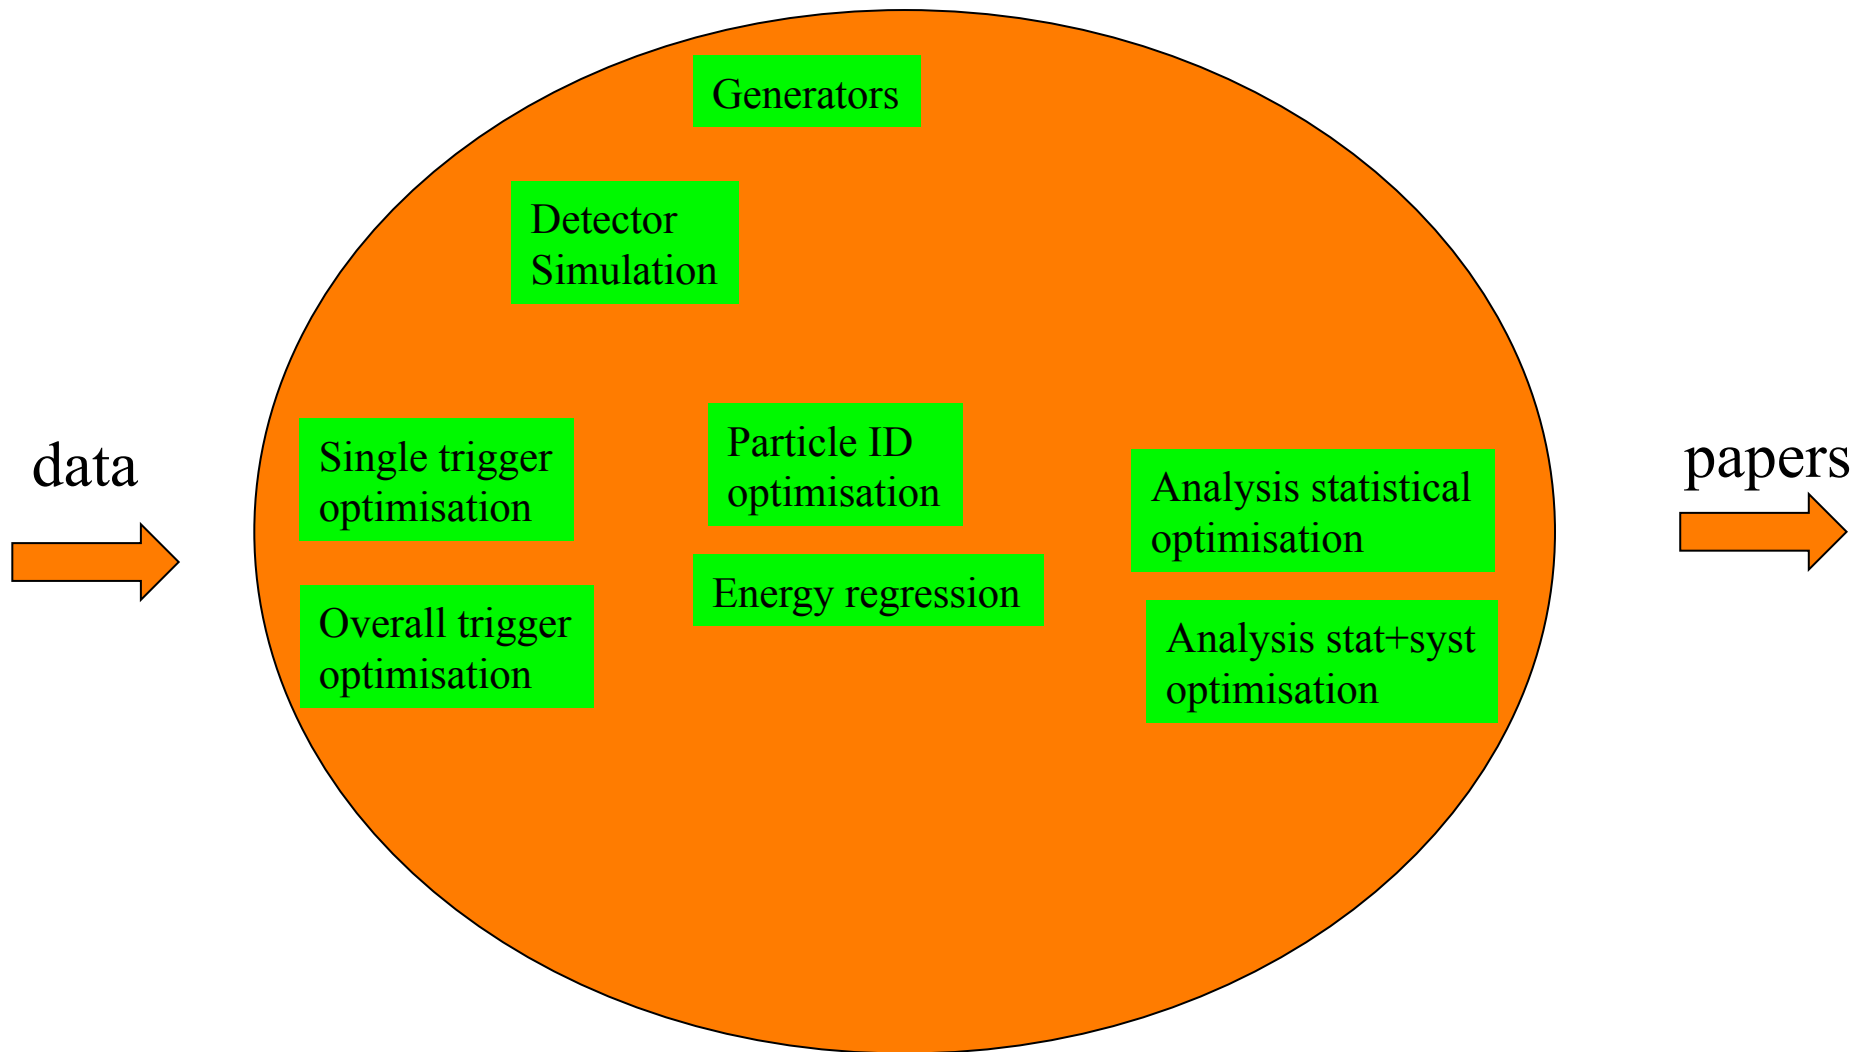 Generators
Detector
Simulation
data
Single trigger
optimisation
Overall trigger
optimisation
Particle ID
optimisation
Energy regression
Analysis statistical
optimisation
Analysis stat+syst
optimisation
papers